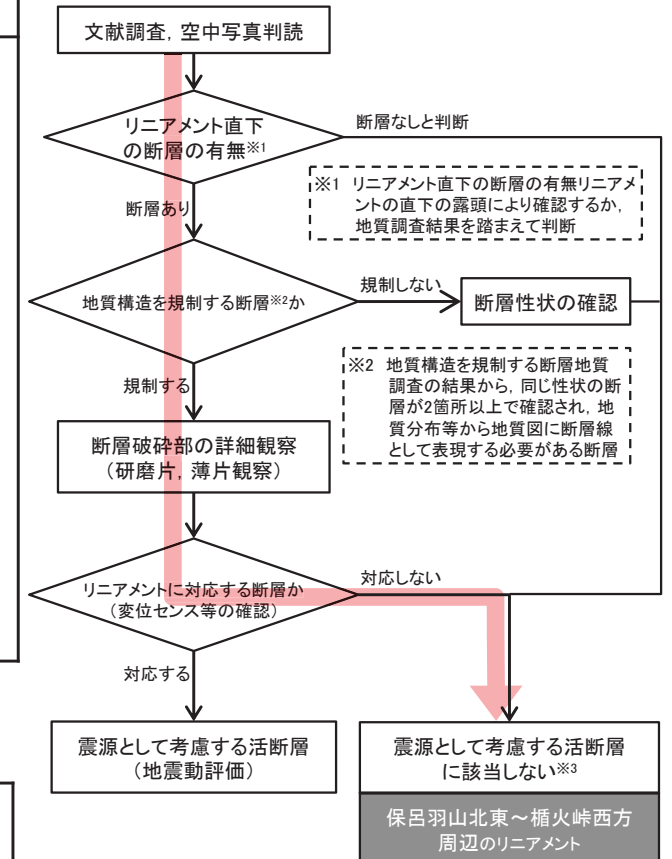 文献調査，空中写真判読
リニアメント直下
の断層の有無※1
断層なしと判断
※1 リニアメント直下の断層の有無リニアメ
ントの直下の露頭により確認するか，
地質調査結果を踏まえて判断
断層あり
地質構造を規制する断層※2か
規制しない
断層性状の確認
※2 地質構造を規制する断層地質
調査の結果から，同じ性状の断
層が2箇所以上で確認され，地
質分布等から地質図に断層線
として表現する必要がある断層
規制する
断層破砕部の詳細観察
（研磨片，薄片観察）
リニアメントに対応する断層か
（変位センス等の確認）
対応しない
対応する
震源として考慮する活断層
（地震動評価）
震源として考慮する活断層
に該当しない※3
保呂羽山北東～楯火峠西方
周辺のリニアメント